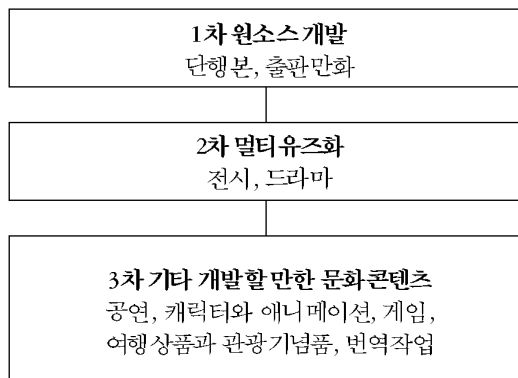 1차 원소스 개발
단행본, 출판만화
2차 멀티유즈화
전시, 드라마
3차 기타 개발할 만한 문화콘텐츠
공연, 캐릭터와 애니메이션, 게임,
여행상품과 관광기념품, 번역작업